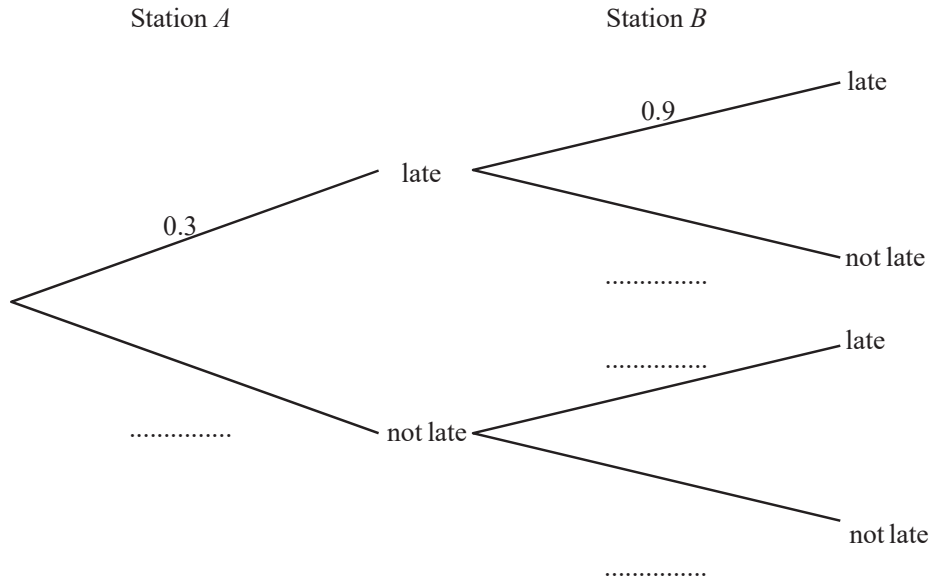 Station A
Station B
late
0.9
late
0.3
not late
...............
late
...............
not late
...............
not late
...............